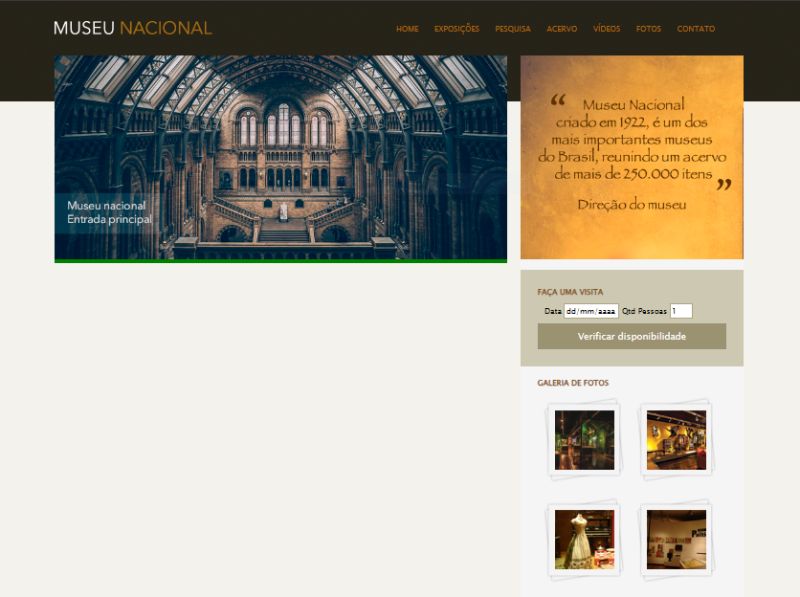 MUSEU NACIONAL
HOME EXPOSIÇÕES PESQUISA ACERVO VÍDEOS FOTOS CONTATO
Museu nacional
Entrada principal
“ Museu Nacional
criado em 1922, é um dos
mais importantes museus
do Brasil, reunindo um acervo
de mais de 250.000 itens ”
Direção do museu
FAÇA UMA VISITA
Data dd/mm/aaaa Qtd Pessoas 1
Verificar disponibilidade
GALERIA DE FOTOS